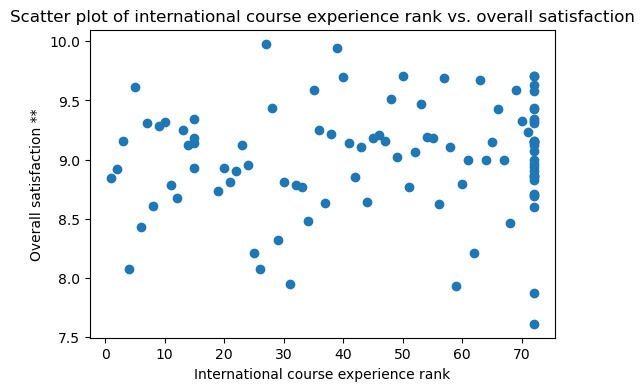 Scatter plot of international course experience rank vs. overall satisfaction
10.0
9.5
9.0
8.5
8.0
7.5
Overall satisfaction **
0 10 20 30 40 50 60 70
International course experience rank